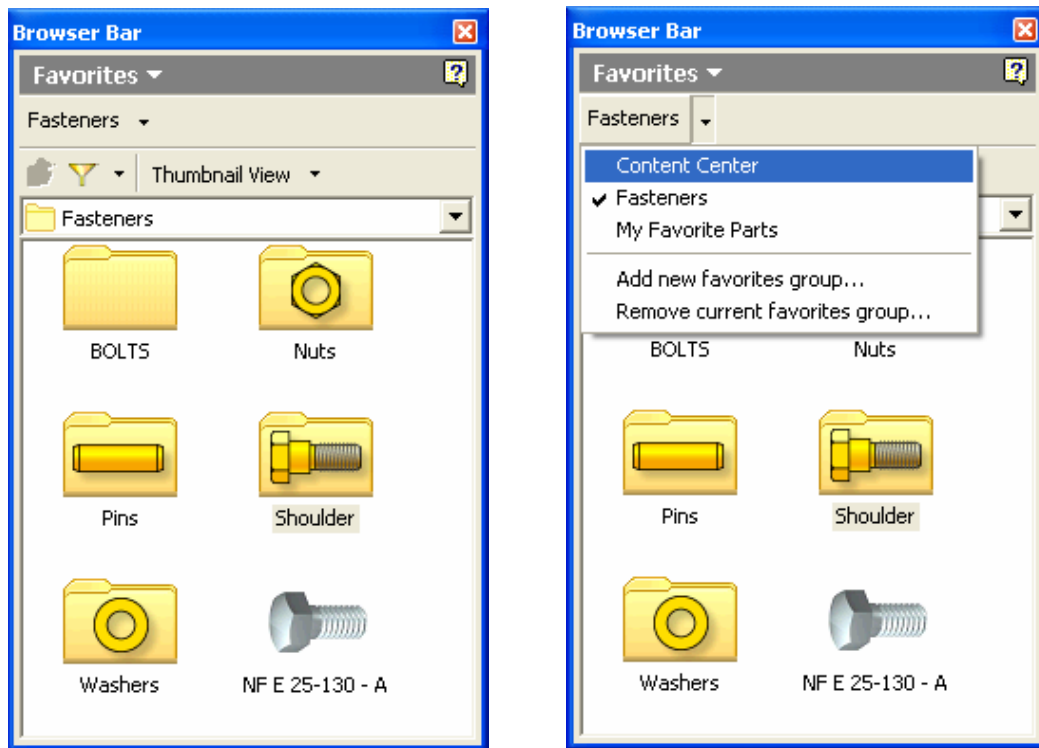 Browser Bar
Favorites
?
Fasteners
Thumbnail View
Fasteners
BOLTS
Nuts
Pins
Shoulder
Washers
NF E 25-130 - A
Browser Bar
Favorites
?
Fasteners
Content Center
Fasteners
My Favorite Parts
Add new favorites group...
Remove current favorites group...
BOLTS
Nuts
Pins
Shoulder
Washers
NF E 25-130 - A